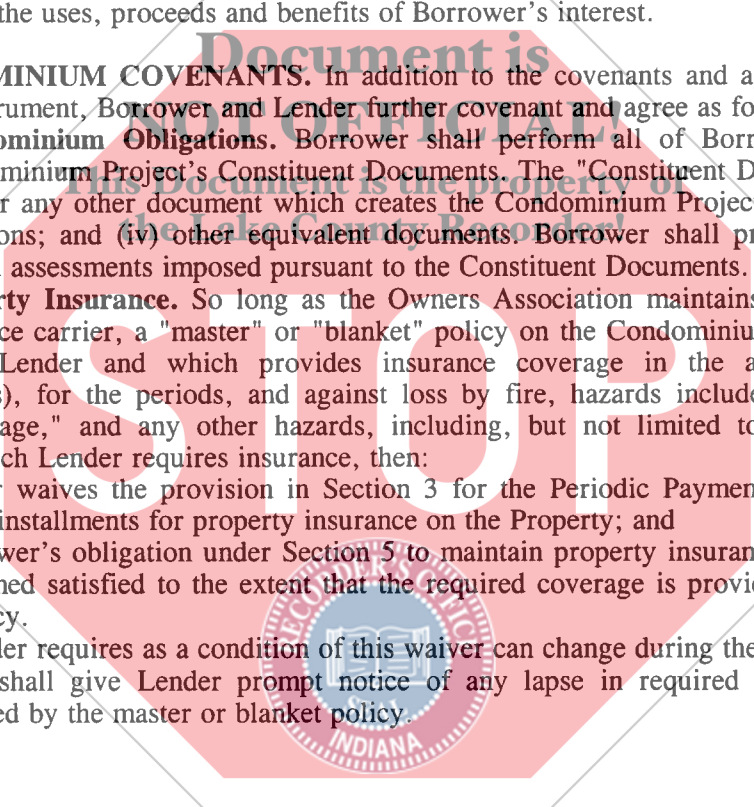 the uses, proceeds and benefits of Borrower's interest.
Document is
MINIUM COVENANTS. In addition to the covenants and a
rument, Borrower and Lender further covenant and agree as fo
NOT OFFICIAL!
ominium Obligations. Borrower shall perform all of Borr
minium Project's Constituent Documents. The "Constituent D
This Document is the property of
r any other document which creates the Condominium Projec
the Lake County Recorder!
ons; and (iv) other equivalent documents. Borrower shall pr
assessments imposed pursuant to the Constituent Documents.
rty Insurance. So long as the Owners Association maintains
ce carrier, a "master" or "blanket" policy on the Condominiu
Lender and which provides insurance coverage in the a
), for the periods, and against loss by fire, hazards include
age," and any other hazards, including, but not limited to
ch Lender requires insurance, then:
STOP
r waives the provision in Section 3 for the Periodic Paymen
installments for property insurance on the Property; and
wer's obligation under Section 5 to maintain property insuran
ned satisfied to the extent that the required coverage is provi
cy.
der requires as a condition of this waiver can change during the
shall give Lender prompt notice of any lapse in required
ed by the master or blanket policy.
RECORDER'S OFFICE
SEAL
INDIANA